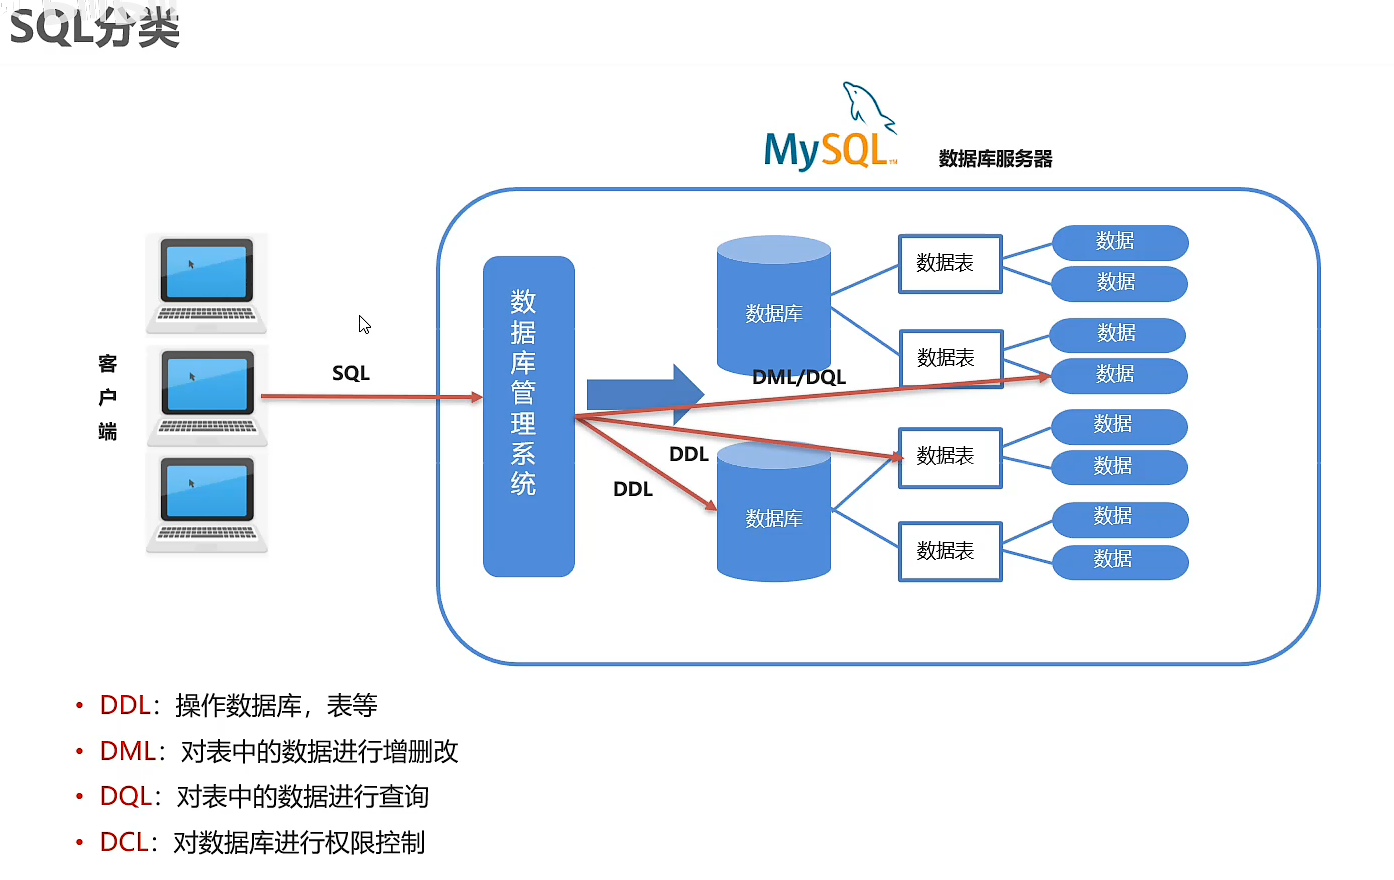 SQL分类
MySQL™
数据库服务器
客户端
SQL
数据库管理系统
数据库
数据表
数据
数据
数据表
数据
数据
DML/DQL
DDL
DDL
数据库
数据表
数据
数据
数据表
数据
数据
• DDL：操作数据库，表等
• DML：对表中的数据进行增删改
• DQL：对表中的数据进行查询
• DCL：对数据库进行权限控制